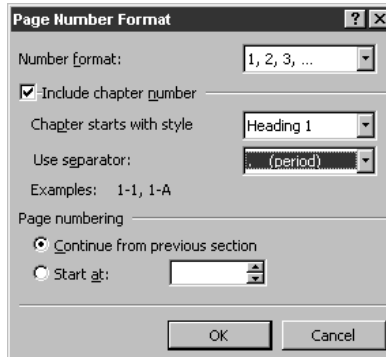 Page Number Format
Number format: 1, 2, 3, ...
Include chapter number
Chapter starts with style Heading 1
Use separator: . (period)
Examples: 1-1, 1-A
Page numbering
Continue from previous section
Start at:
OK Cancel